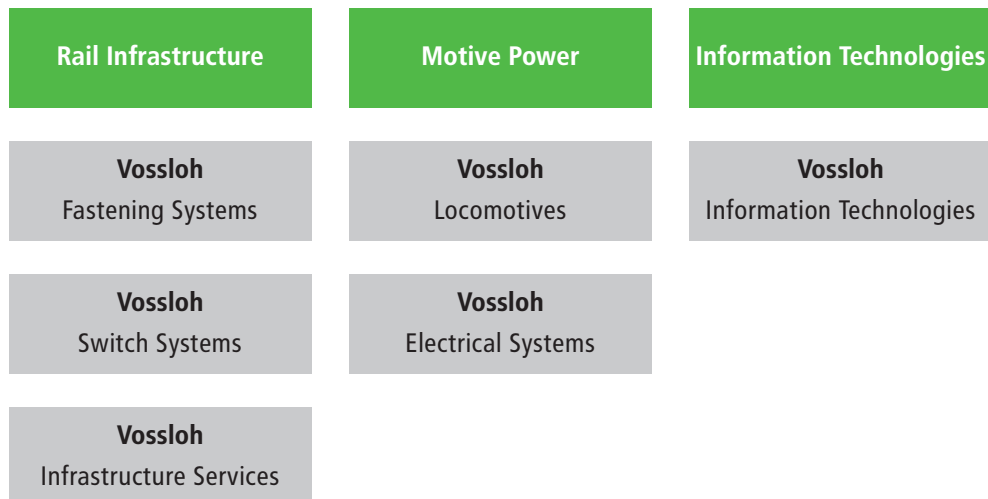 Rail Infrastructure
Motive Power
Information Technologies
Vossloh
Fastening Systems
Vossloh
Locomotives
Vossloh
Information Technologies
Vossloh
Switch Systems
Vossloh
Electrical Systems
Vossloh
Infrastructure Services